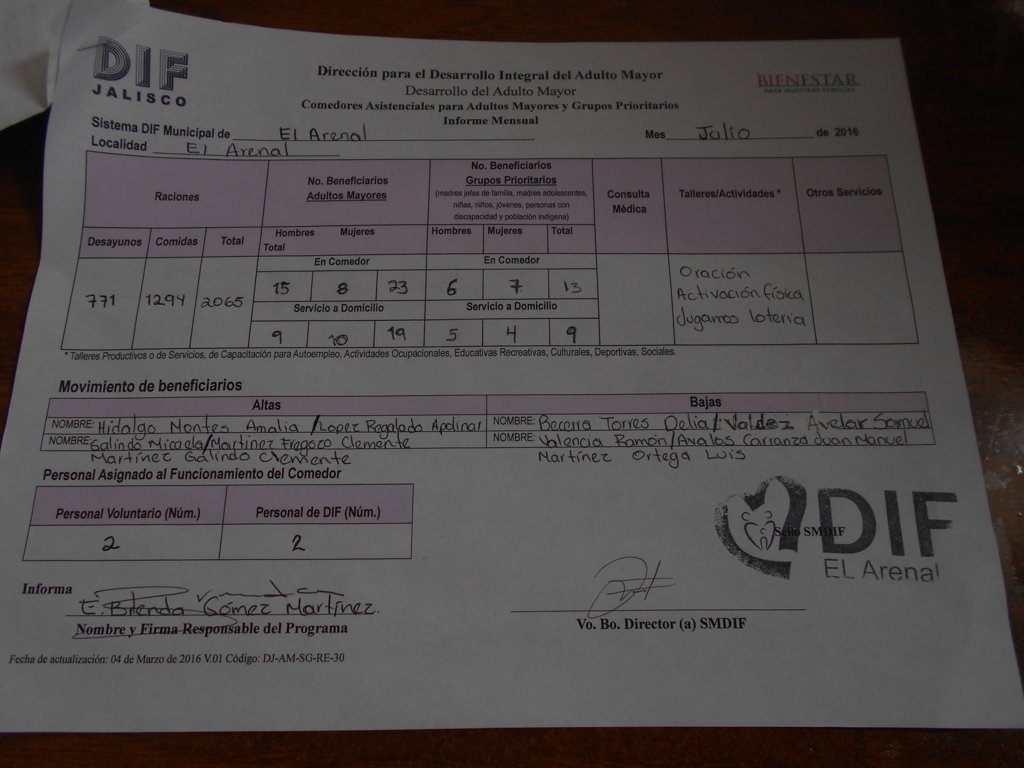 DIF
JALISCO
Dirección para el Desarrollo Integral del Adulto Mayor
Desarrollo del Adulto Mayor
Comedores Asistenciales para Adultos Mayores y Grupos Prioritarios
Informe Mensual
BIENESTAR
PARA NUESTRAS FAMILIAS
Sistema DIF Municipal de El Arenal
Mes Julio de 2016
Localidad El Arenal
Raciones
No. Beneficiarios
Adultos Mayores
No. Beneficiarios
Grupos Prioritarios
(madres jefas de familia, madres adolescentes,
niñas, niños, jóvenes, personas con
discapacidad y población indígena)
Consulta
Médica
Talleres/Actividades *
Otros Servicios
Desayunos Comidas Total
Hombres Mujeres
Total
Hombres Mujeres Total
771 1294 2065
En Comedor
15 8 23
Servicio a Domicilio
9 10 19
En Comedor
6 7 13
Servicio a Domicilio
5 4 9
Oración
Activación física
Jugamos loteria
* Talleres Productivos o de Servicios, de Capacitación para Autoempleo, Actividades Ocupacionales, Educativas Recreativas, Culturales, Deportivas, Sociales.
Movimiento de beneficiarios
Altas Bajas
NOMBRE: Hidalgo Montes Amalia /Lopez Regalado Apolinar
NOMBRE: Becerra Torres Delia/Valdez Avelar Samuel
NOMBRE: Galindo Micaela/Martinez Fregozo Clemente
NOMBRE: Valencia Ramón/Avalos Carranza Juan Manuel
Martínez Galindo Clemente
Martínez Ortega Luis
Personal Asignado al Funcionamiento del Comedor
Personal Voluntario (Núm.) Personal de DIF (Núm.)
2 2
Sello SMDIF
DIF
EL Arenal
Informa
E. Brenda Gómez Martínez.
Nombre y Firma Responsable del Programa
Vo. Bo. Director (a) SMDIF
Fecha de actualización: 04 de Marzo de 2016 V.01 Código: DJ-AM-SG-RE-30